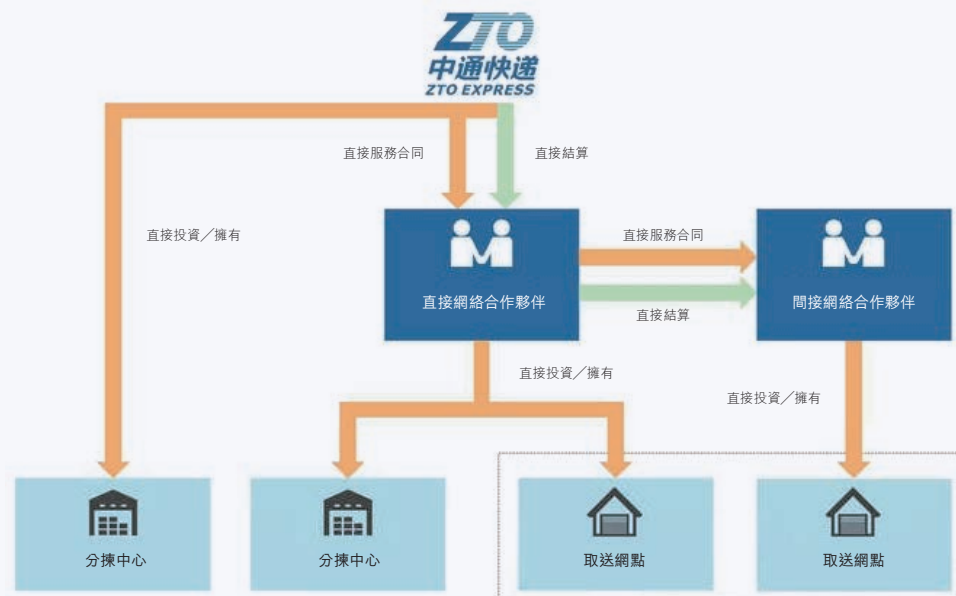 ZTO
中通快递
ZTO EXPRESS
直接服務合同
直接結算
直接投資／擁有
直接服務合同
直接網絡合作夥伴
間接網絡合作夥伴
直接結算
直接投資／擁有
直接投資／擁有
分揀中心
分揀中心
取送網點
取送網點